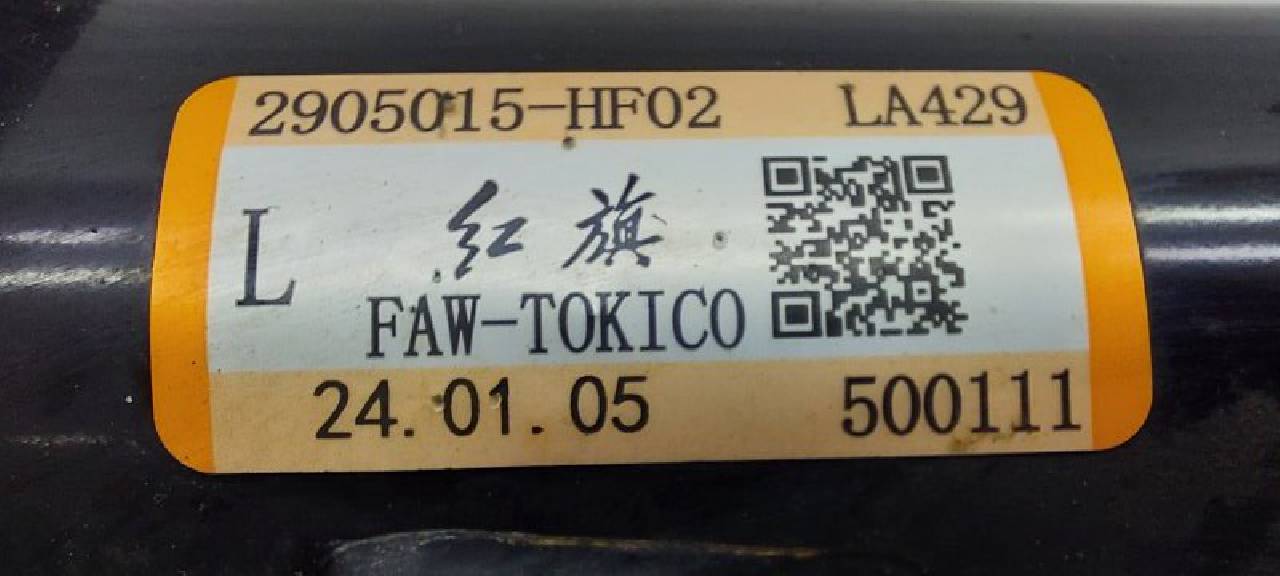 2905015-HF02 LA429
L 红旗
FAW-TOKICO
24.01.05 500111